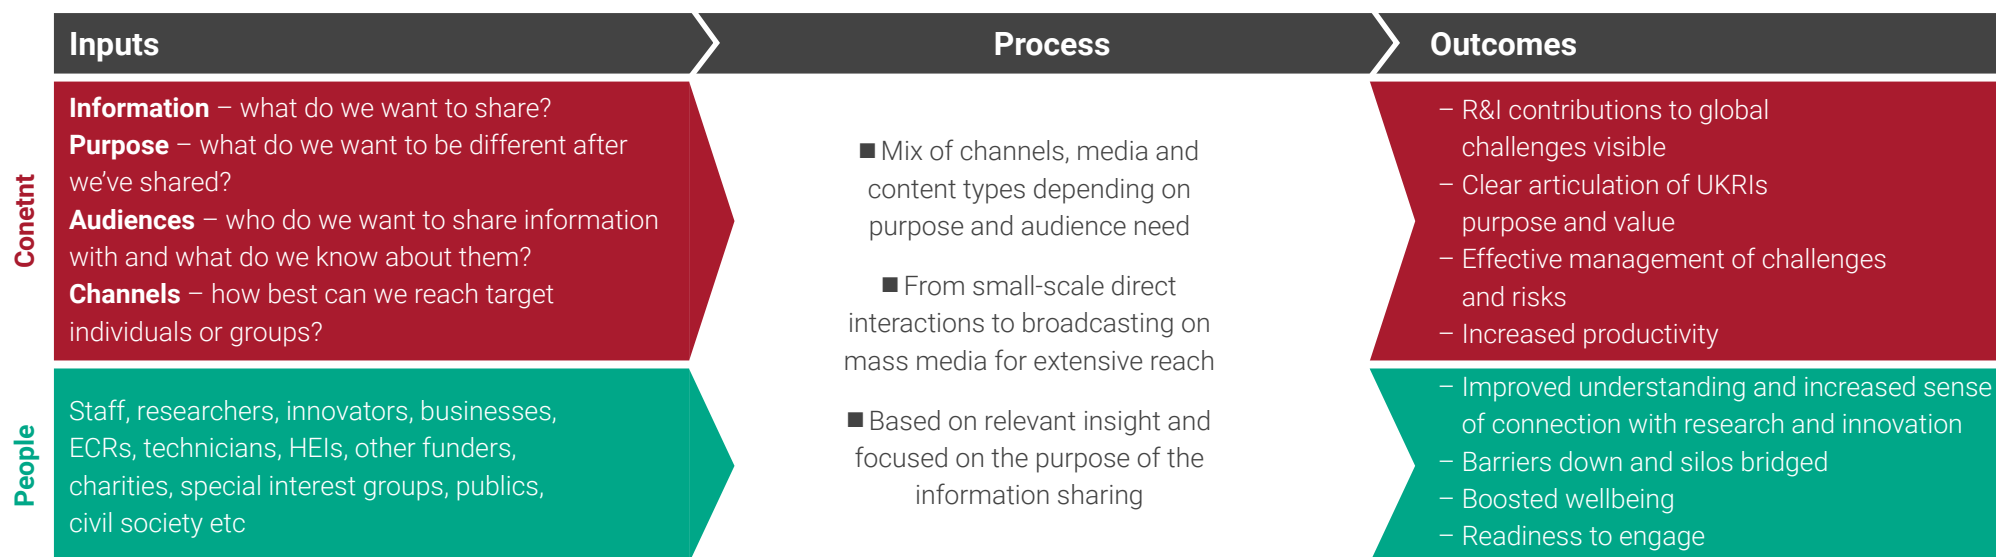 Inputs
Process
Outcomes
Conetnt
Information – what do we want to share?
Purpose – what do we want to be different after
we’ve shared?
Audiences – who do we want to share information
with and what do we know about them?
Channels – how best can we reach target
individuals or groups?
People
Staff, researchers, innovators, businesses,
ECRs, technicians, HEIs, other funders,
charities, special interest groups, publics,
civil society etc
■ Mix of channels, media and
content types depending on
purpose and audience need
■ From small-scale direct
interactions to broadcasting on
mass media for extensive reach
■ Based on relevant insight and
focused on the purpose of the
information sharing
– R&I contributions to global
challenges visible
– Clear articulation of UKRIs
purpose and value
– Effective management of challenges
and risks
– Increased productivity
– Improved understanding and increased sense
of connection with research and innovation
– Barriers down and silos bridged
– Boosted wellbeing
– Readiness to engage